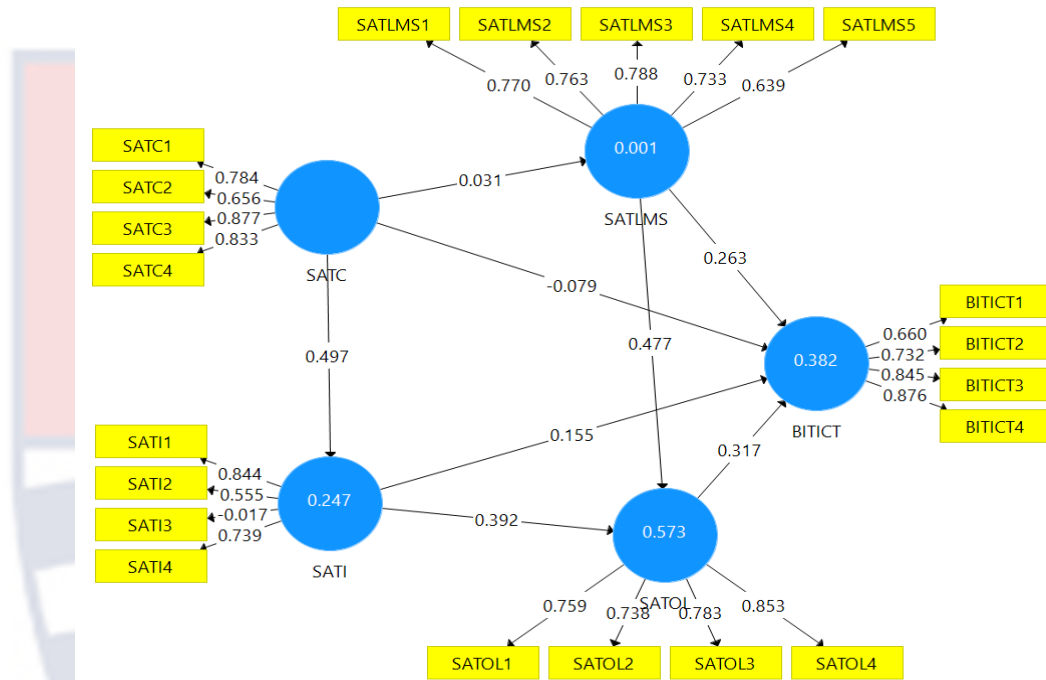 SATLMS1 SATLMS2 SATLMS3 SATLMS4 SATLMS5
0.770 0.763 0.788 0.733 0.639
0.001
SATLMS
SATC1
SATC2
SATC3
SATC4
0.784
0.656
0.877
0.833
SATC
0.031
-0.079
0.263
0.497
0.477
BITICT1
BITICT2
BITICT3
BITICT4
0.660
0.732
0.845
0.876
0.382
BITICT
0.155
0.317
SATI1
SATI2
SATI3
SATI4
0.844
0.555
-0.017
0.739
0.247
SATI
0.392
0.573
SATOL
0.759 0.738 0.783 0.853
SATOL1 SATOL2 SATOL3 SATOL4